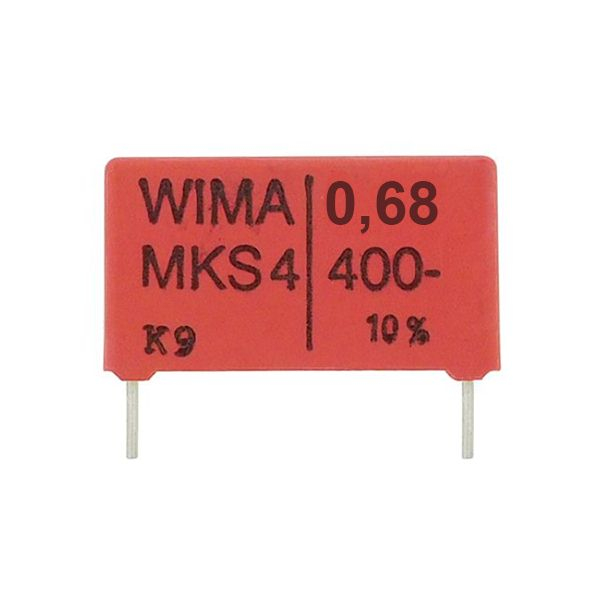 WIMA | 0,68
MKS4 | 400-
K9 | 10%